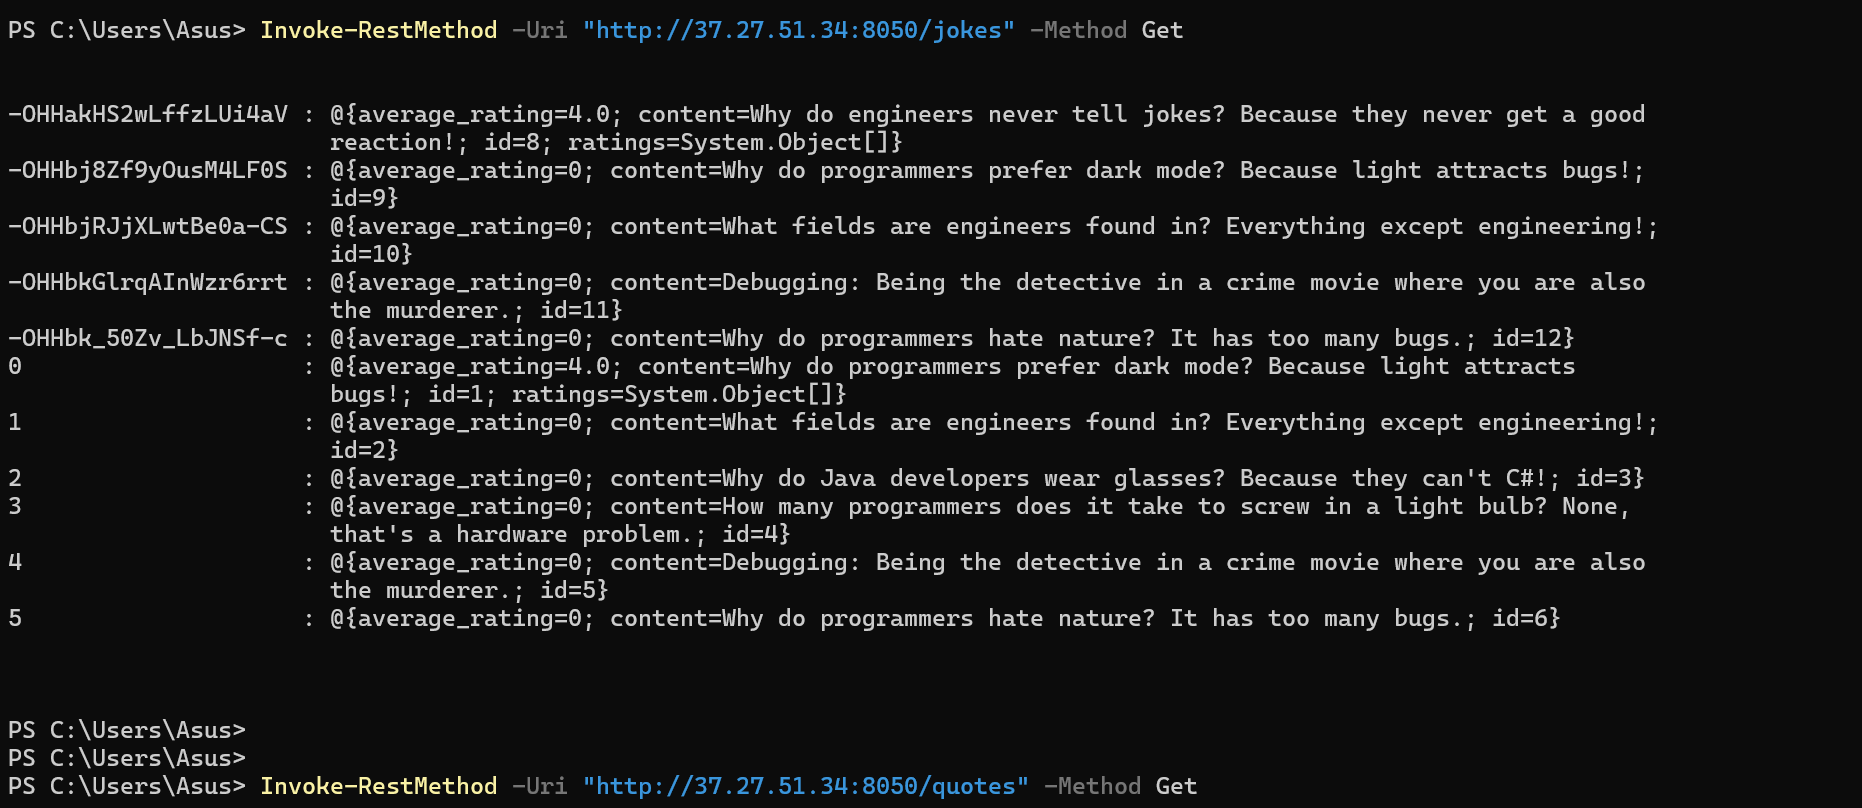 PS C:\Users\Asus> Invoke-RestMethod -Uri "http://37.27.51.34:8050/jokes" -Method Get
-OHHakHS2wLffzLUi4aV : @{average_rating=4.0; content=Why do engineers never tell jokes? Because they never get a good
reaction!; id=8; ratings=System.Object[]}
-OHHbj8Zf9yOusM4LF0S : @{average_rating=0; content=Why do programmers prefer dark mode? Because light attracts bugs!;
id=9}
-OHHbjRJjXLwtBe0a-CS : @{average_rating=0; content=What fields are engineers found in? Everything except engineering!;
id=10}
-OHHbkGlrqAInWzr6rrt : @{average_rating=0; content=Debugging: Being the detective in a crime movie where you are also
the murderer.; id=11}
-OHHbk_50Zv_LbJNSf-c : @{average_rating=0; content=Why do programmers hate nature? It has too many bugs.; id=12}
0 : @{average_rating=4.0; content=Why do programmers prefer dark mode? Because light attracts
bugs!; id=1; ratings=System.Object[]}
1 : @{average_rating=0; content=What fields are engineers found in? Everything except engineering!;
id=2}
2 : @{average_rating=0; content=Why do Java developers wear glasses? Because they can't C#!; id=3}
3 : @{average_rating=0; content=How many programmers does it take to screw in a light bulb? None,
that's a hardware problem.; id=4}
4 : @{average_rating=0; content=Debugging: Being the detective in a crime movie where you are also
the murderer.; id=5}
5 : @{average_rating=0; content=Why do programmers hate nature? It has too many bugs.; id=6}
PS C:\Users\Asus>
PS C:\Users\Asus>
PS C:\Users\Asus> Invoke-RestMethod -Uri "http://37.27.51.34:8050/quotes" -Method Get